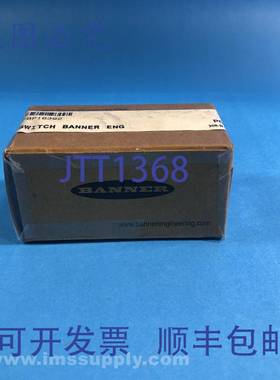 SWITCH BANNER ENG
JTT1368
BANNER
www.bannerengineering.com
可开发票 顺丰包邮
www.imssupply.com